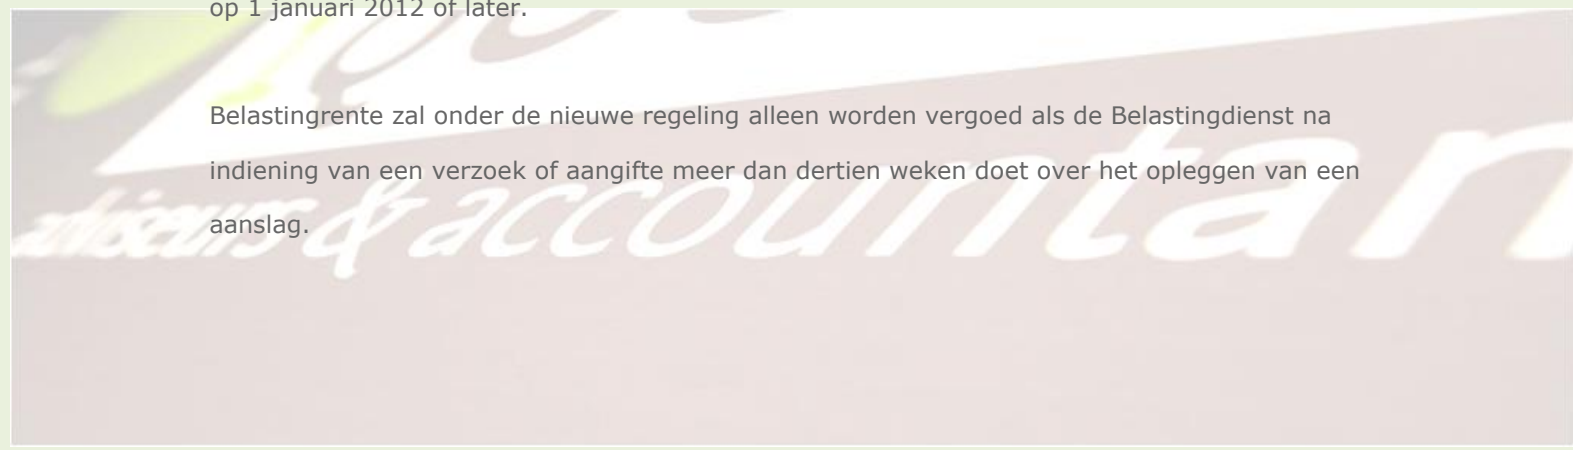 op 1 januari 2012 of later.
Belastingrente zal onder de nieuwe regeling alleen worden vergoed als de Belastingdienst na
indiening van een verzoek of aangifte meer dan dertien weken doet over het opleggen van een
aanslag.
adviseurs & accountan